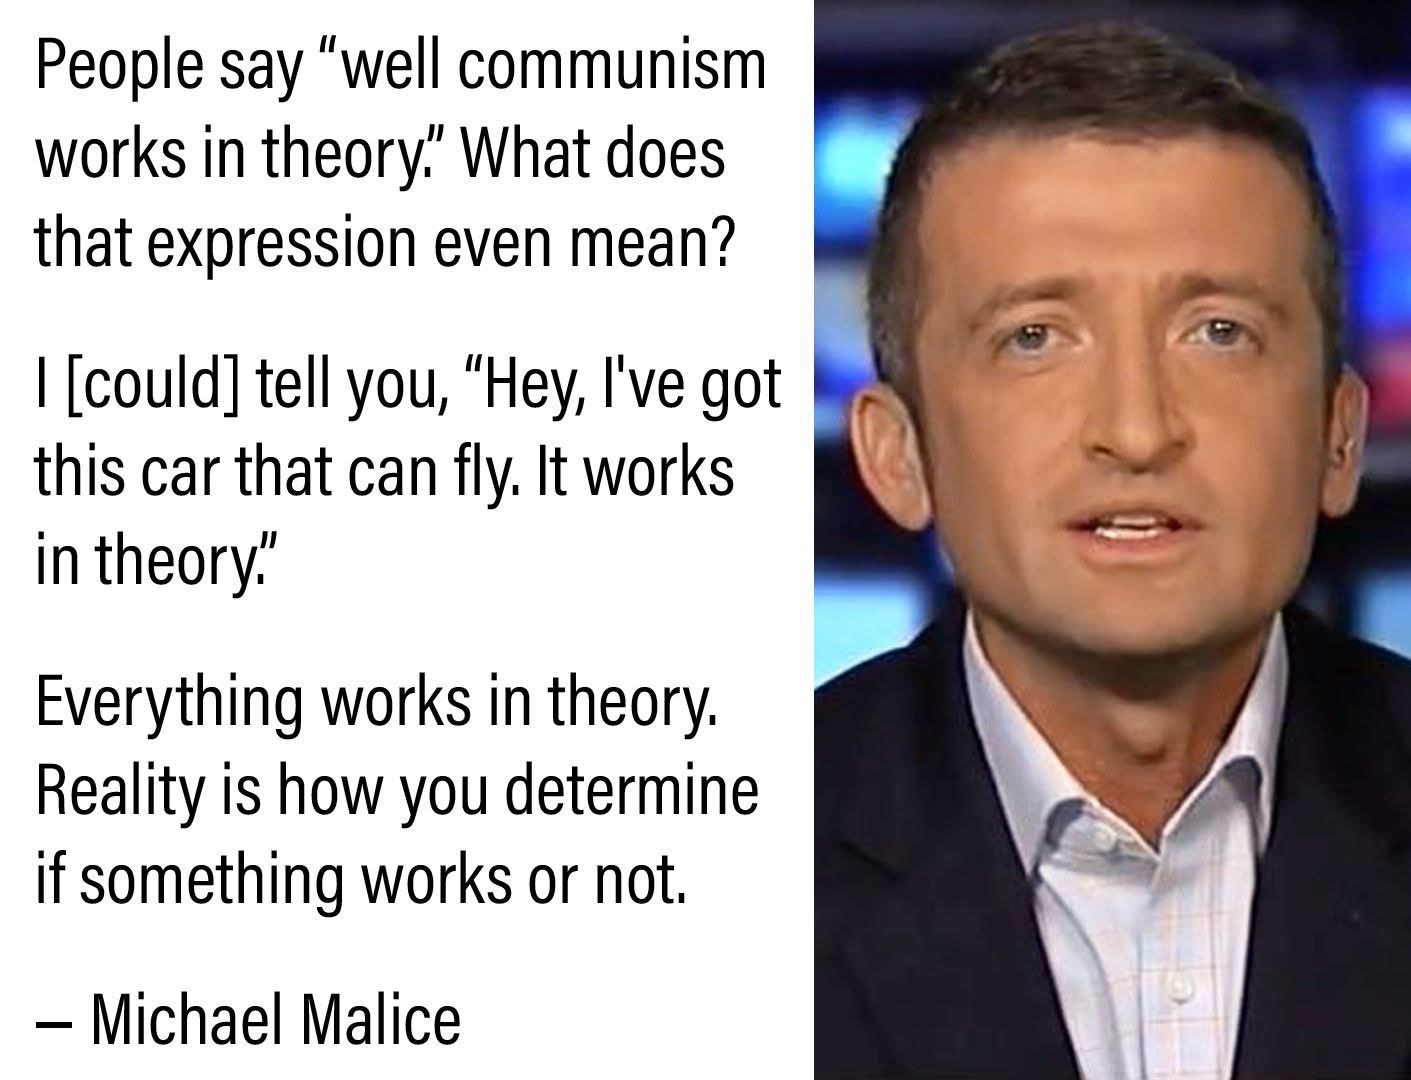 People say “well communism
works in theory.” What does
that expression even mean?
I [could] tell you, “Hey, I've got
this car that can fly. It works
in theory.”
Everything works in theory.
Reality is how you determine
if something works or not.
– Michael Malice